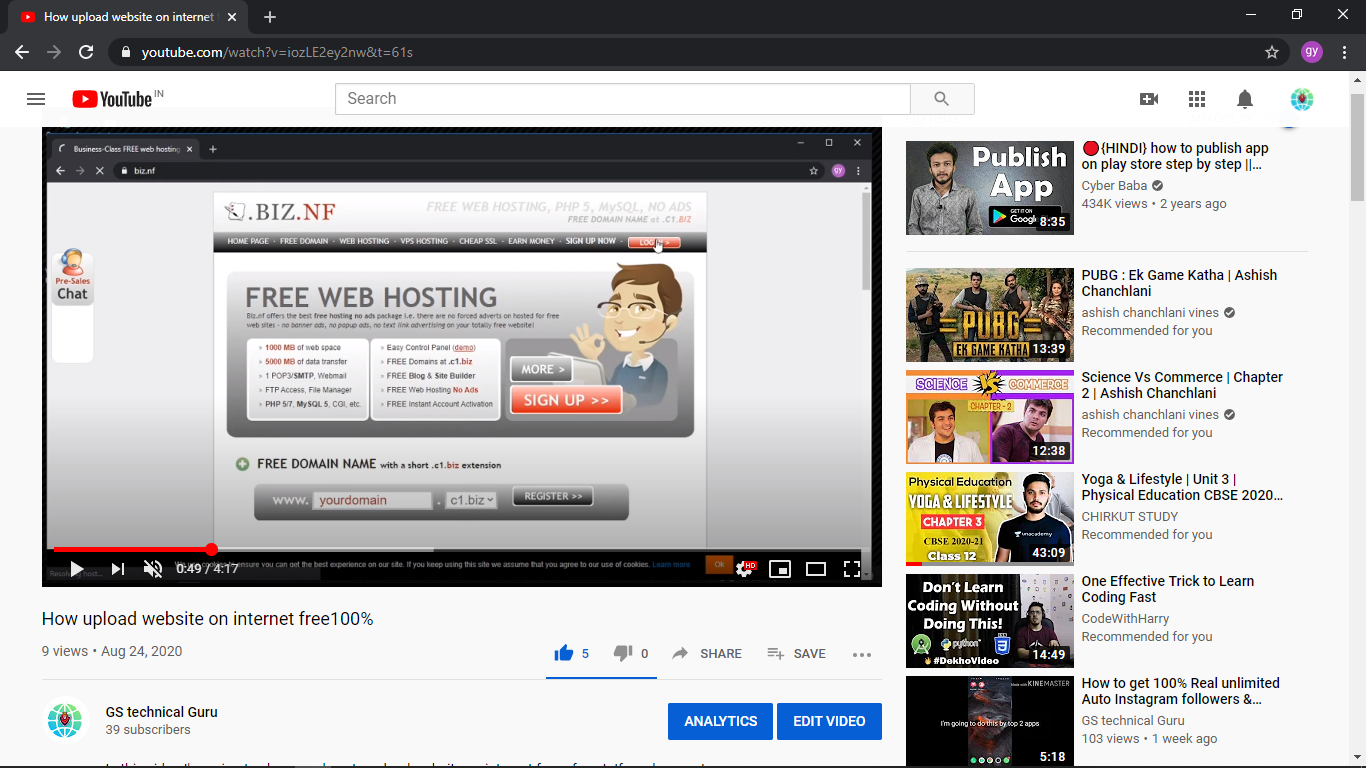 How upload website on internet
youtube.com/watch?v=iozLE2ey2nw&t=61s
gy
YouTube IN
Search
Business-Class FREE web hosting
biz.nf
gy
.BIZ.NF
FREE WEB HOSTING, PHP 5, MySQL, NO ADS
FREE DOMAIN NAME at .C1.BIZ
HOME PAGE · FREE DOMAIN · WEB HOSTING · VPS HOSTING · CHEAP SSL · EARN MONEY · SIGN UP NOW ·
Pre-Sales
Chat
FREE WEB HOSTING
Biz.nf offers the best free hosting no ads package i.e. there are no forced adverts on hosted for free
web sites - no banner ads, no popup ads, no text link advertising on your totally free website!
» 1000 MB of web space
» 5000 MB of data transfer
» 1 POP3/SMTP, Webmail
» FTP Access, File Manager
» PHP 5/7, MySQL 5, CGI, etc.
» Easy Control Panel (demo)
» FREE Domains at .c1.biz
» FREE Blog & Site Builder
» FREE Web Hosting No Ads
» FREE Instant Account Activation
MORE >
SIGN UP >>
FREE DOMAIN NAME with a short .c1.biz extension
www. yourdomain . c1.biz REGISTER >>
ensure you can get the best experience on our site. If you keep using this site we assume that you agree to our use of cookies. Learn more Ok
0:49 / 4:17
HD
How upload website on internet free100%
9 views • Aug 24, 2020
5 0 SHARE SAVE
GS technical Guru
39 subscribers
ANALYTICS EDIT VIDEO
Publish
App
GET IT ON
Google
8:35
{HINDI} how to publish app
on play store step by step ||...
Cyber Baba
434K views • 2 years ago
PUBG
EK GAME KATHA
13:39
PUBG : Ek Game Katha | Ashish
Chanchlani
ashish chanchlani vines
Recommended for you
SCIENCE VS COMMERCE
CHAPTER - 2
12:38
Science Vs Commerce | Chapter
2 | Ashish Chanchlani
ashish chanchlani vines
Recommended for you
Physical Education
YOGA & LIFESTYLE
CHAPTER 3
CBSE 2020-21
Class 12
unacademy
43:09
Yoga & Lifestyle | Unit 3 |
Physical Education CBSE 2020...
CHIRKUT STUDY
Recommended for you
Don't Learn
Coding Without
Doing This!
python
#DekhoVideo
14:49
One Effective Trick to Learn
Coding Fast
CodeWithHarry
Recommended for you
Made with KINEMASTER
I'm going to do this by top 2 apps
5:18
How to get 100% Real unlimited
Auto Instagram followers &...
GS technical Guru
103 views • 1 week ago